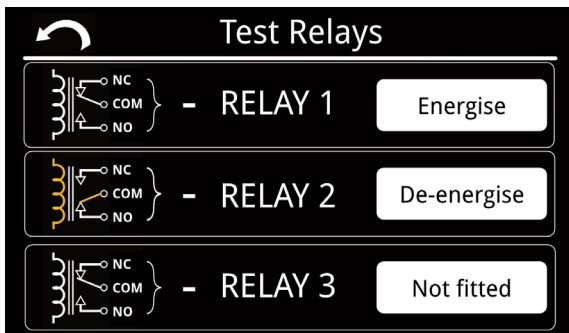 Test Relays
NC
COM
NO
- RELAY 1
Energise
NC
COM
NO
- RELAY 2
De-energise
NC
COM
NO
- RELAY 3
Not fitted